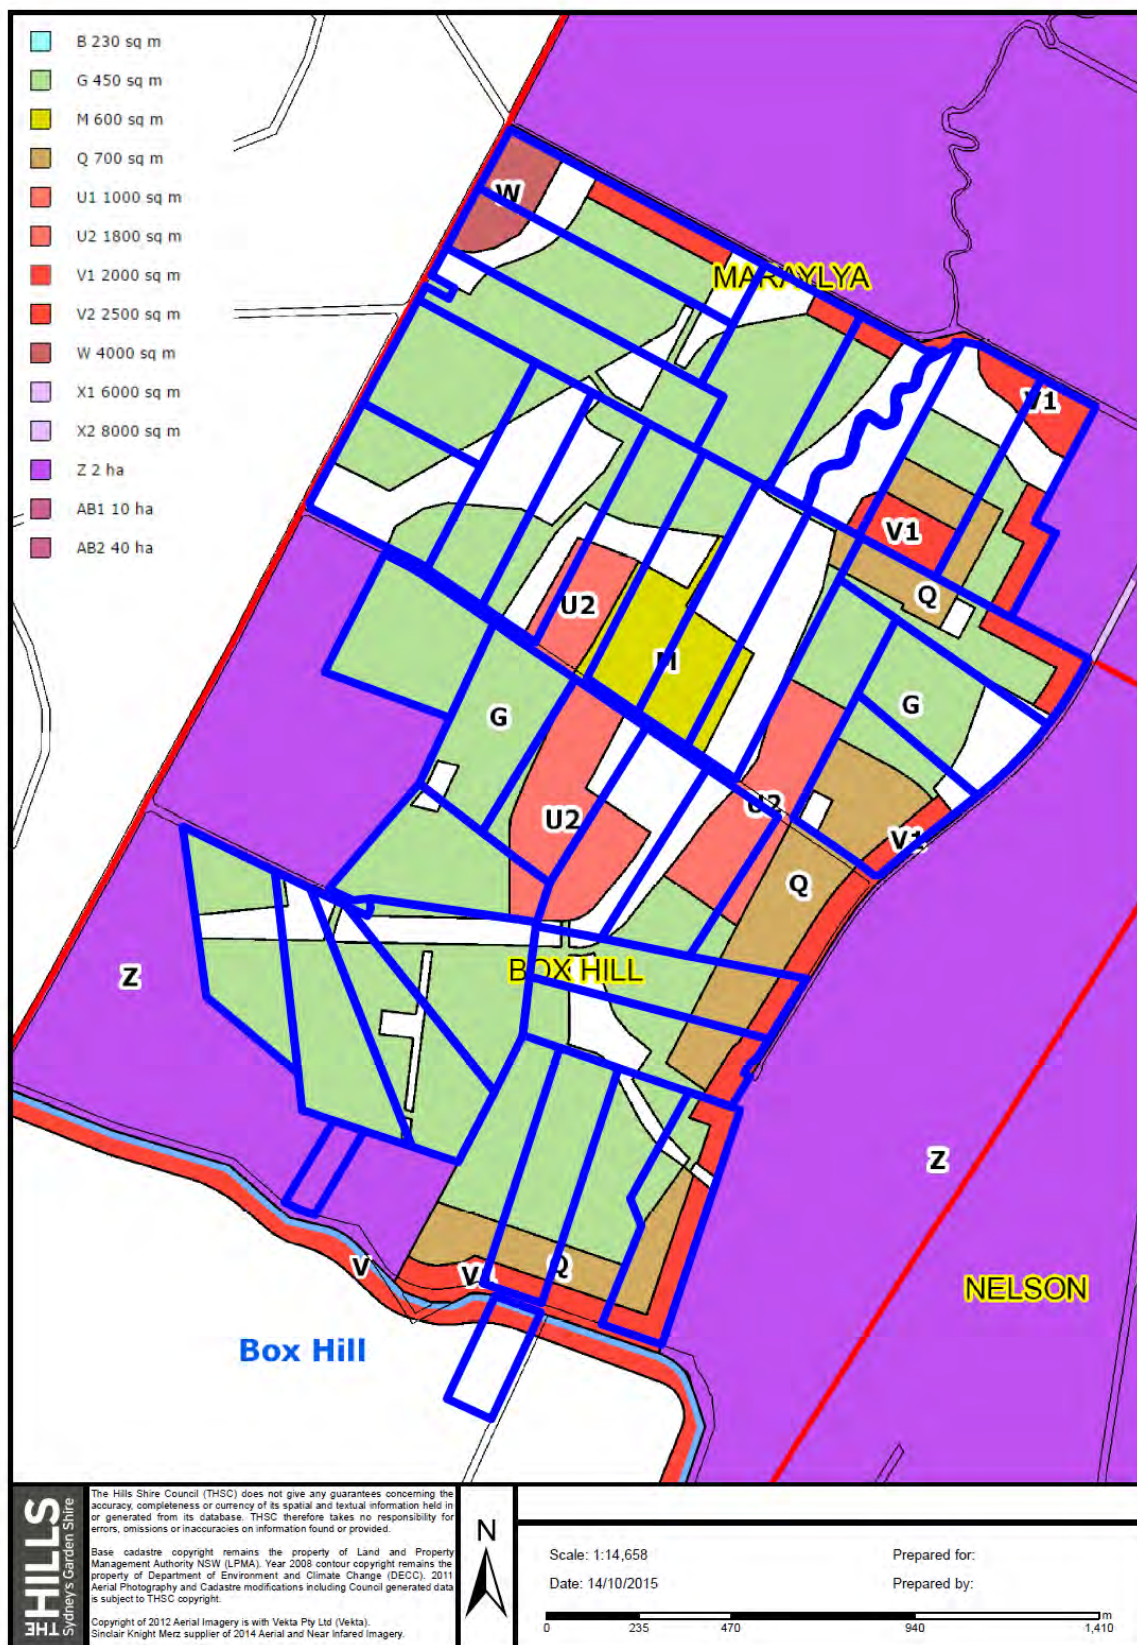 B 230 sq m
G 450 sq m
M 600 sq m
Q 700 sq m
U1 1000 sq m
U2 1800 sq m
V1 2000 sq m
V2 2500 sq m
W 4000 sq m
X1 6000 sq m
X2 8000 sq m
Z 2 ha
AB1 10 ha
AB2 40 ha
W
MARAYLYA
V1
V1
U2
Q
M
G
G
U2
U2
V1
Q
Z
BOX HILL
Z
V
V1
Q
NELSON
Box Hill
THE HILLS
Sydney's Garden Shire
The Hills Shire Council (THSC) does not give any guarantees concerning the
accuracy, completeness or currency of its spatial and textual information held in
or generated from its database. THSC therefore takes no responsibility for
errors, omissions or inaccuracies on information found or provided.
Base cadastre copyright remains the property of Land and Property
Management Authority NSW (LPMA). Year 2008 contour copyright remains the
property of Department of Environment and Climate Change (DECC). 2011
Aerial Photography and Cadastre modifications including Council generated data
is subject to THSC copyright.
Copyright of 2012 Aerial Imagery is with Vekta Pty Ltd (Vekta).
Sinclair Knight Merz supplier of 2014 Aerial and Near Infared Imagery.
N
Scale: 1:14,658
Prepared for:
Date: 14/10/2015
Prepared by:
m
0 235 470 940 1,410